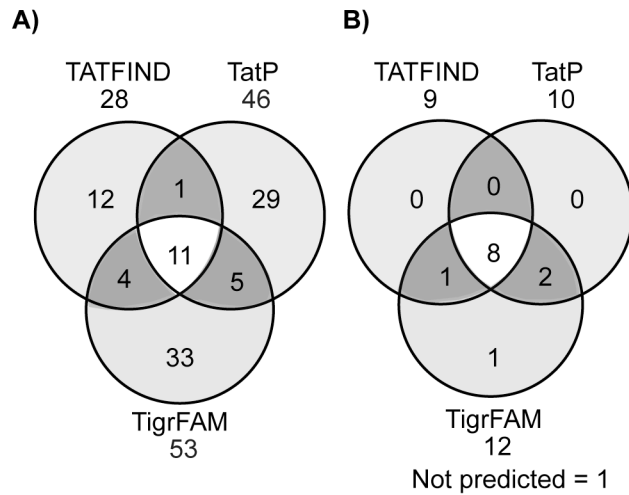 A)
TATFIND
28
TatP
46
12
1
29
11
4
5
33
TigrFAM
53
B)
TATFIND
9
TatP
10
0
0
0
8
1
2
1
TigrFAM
12
Not predicted = 1